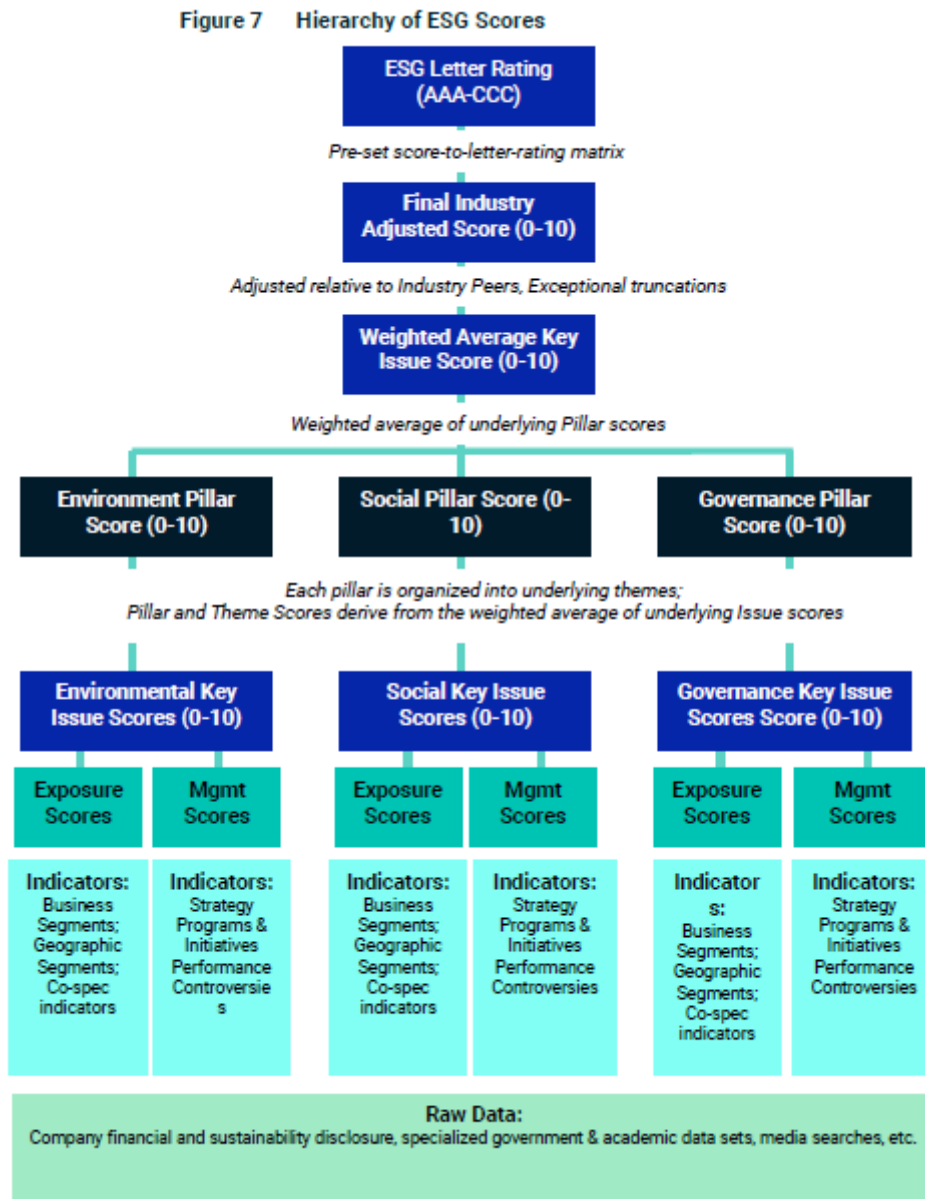 Figure 7 Hierarchy of ESG Scores
ESG Letter Rating
(AAA-CCC)
Pre-set score-to-letter-rating matrix
Final Industry
Adjusted Score (0-10)
Adjusted relative to Industry Peers, Exceptional truncations
Weighted Average Key
Issue Score (0-10)
Weighted average of underlying Pillar scores
Environment Pillar
Score (0-10)
Social Pillar Score (0-
10)
Governance Pillar
Score (0-10)
Each pillar is organized into underlying themes;
Pillar and Theme Scores derive from the weighted average of underlying Issue scores
Environmental Key
Issue Scores (0-10)
Social Key Issue
Scores (0-10)
Governance Key Issue
Scores Score (0-10)
Exposure
Scores
Mgmt
Scores
Exposure
Scores
Mgmt
Scores
Exposure
Scores
Mgmt
Scores
Indicators:
Business
Segments;
Geographic
Segments;
Co-spec
indicators
Indicators:
Strategy
Programs &
Initiatives
Performance
Controversie
s
Indicators:
Business
Segments;
Geographic
Segments;
Co-spec
indicators
Indicators:
Strategy
Programs &
Initiatives
Performance
Controversies
Indicator
s:
Business
Segments;
Geographic
Segments;
Co-spec
indicators
Indicators:
Strategy
Programs &
Initiatives
Performance
Controversies
Raw Data:
Company financial and sustainability disclosure, specialized government & academic data sets, media searches, etc.